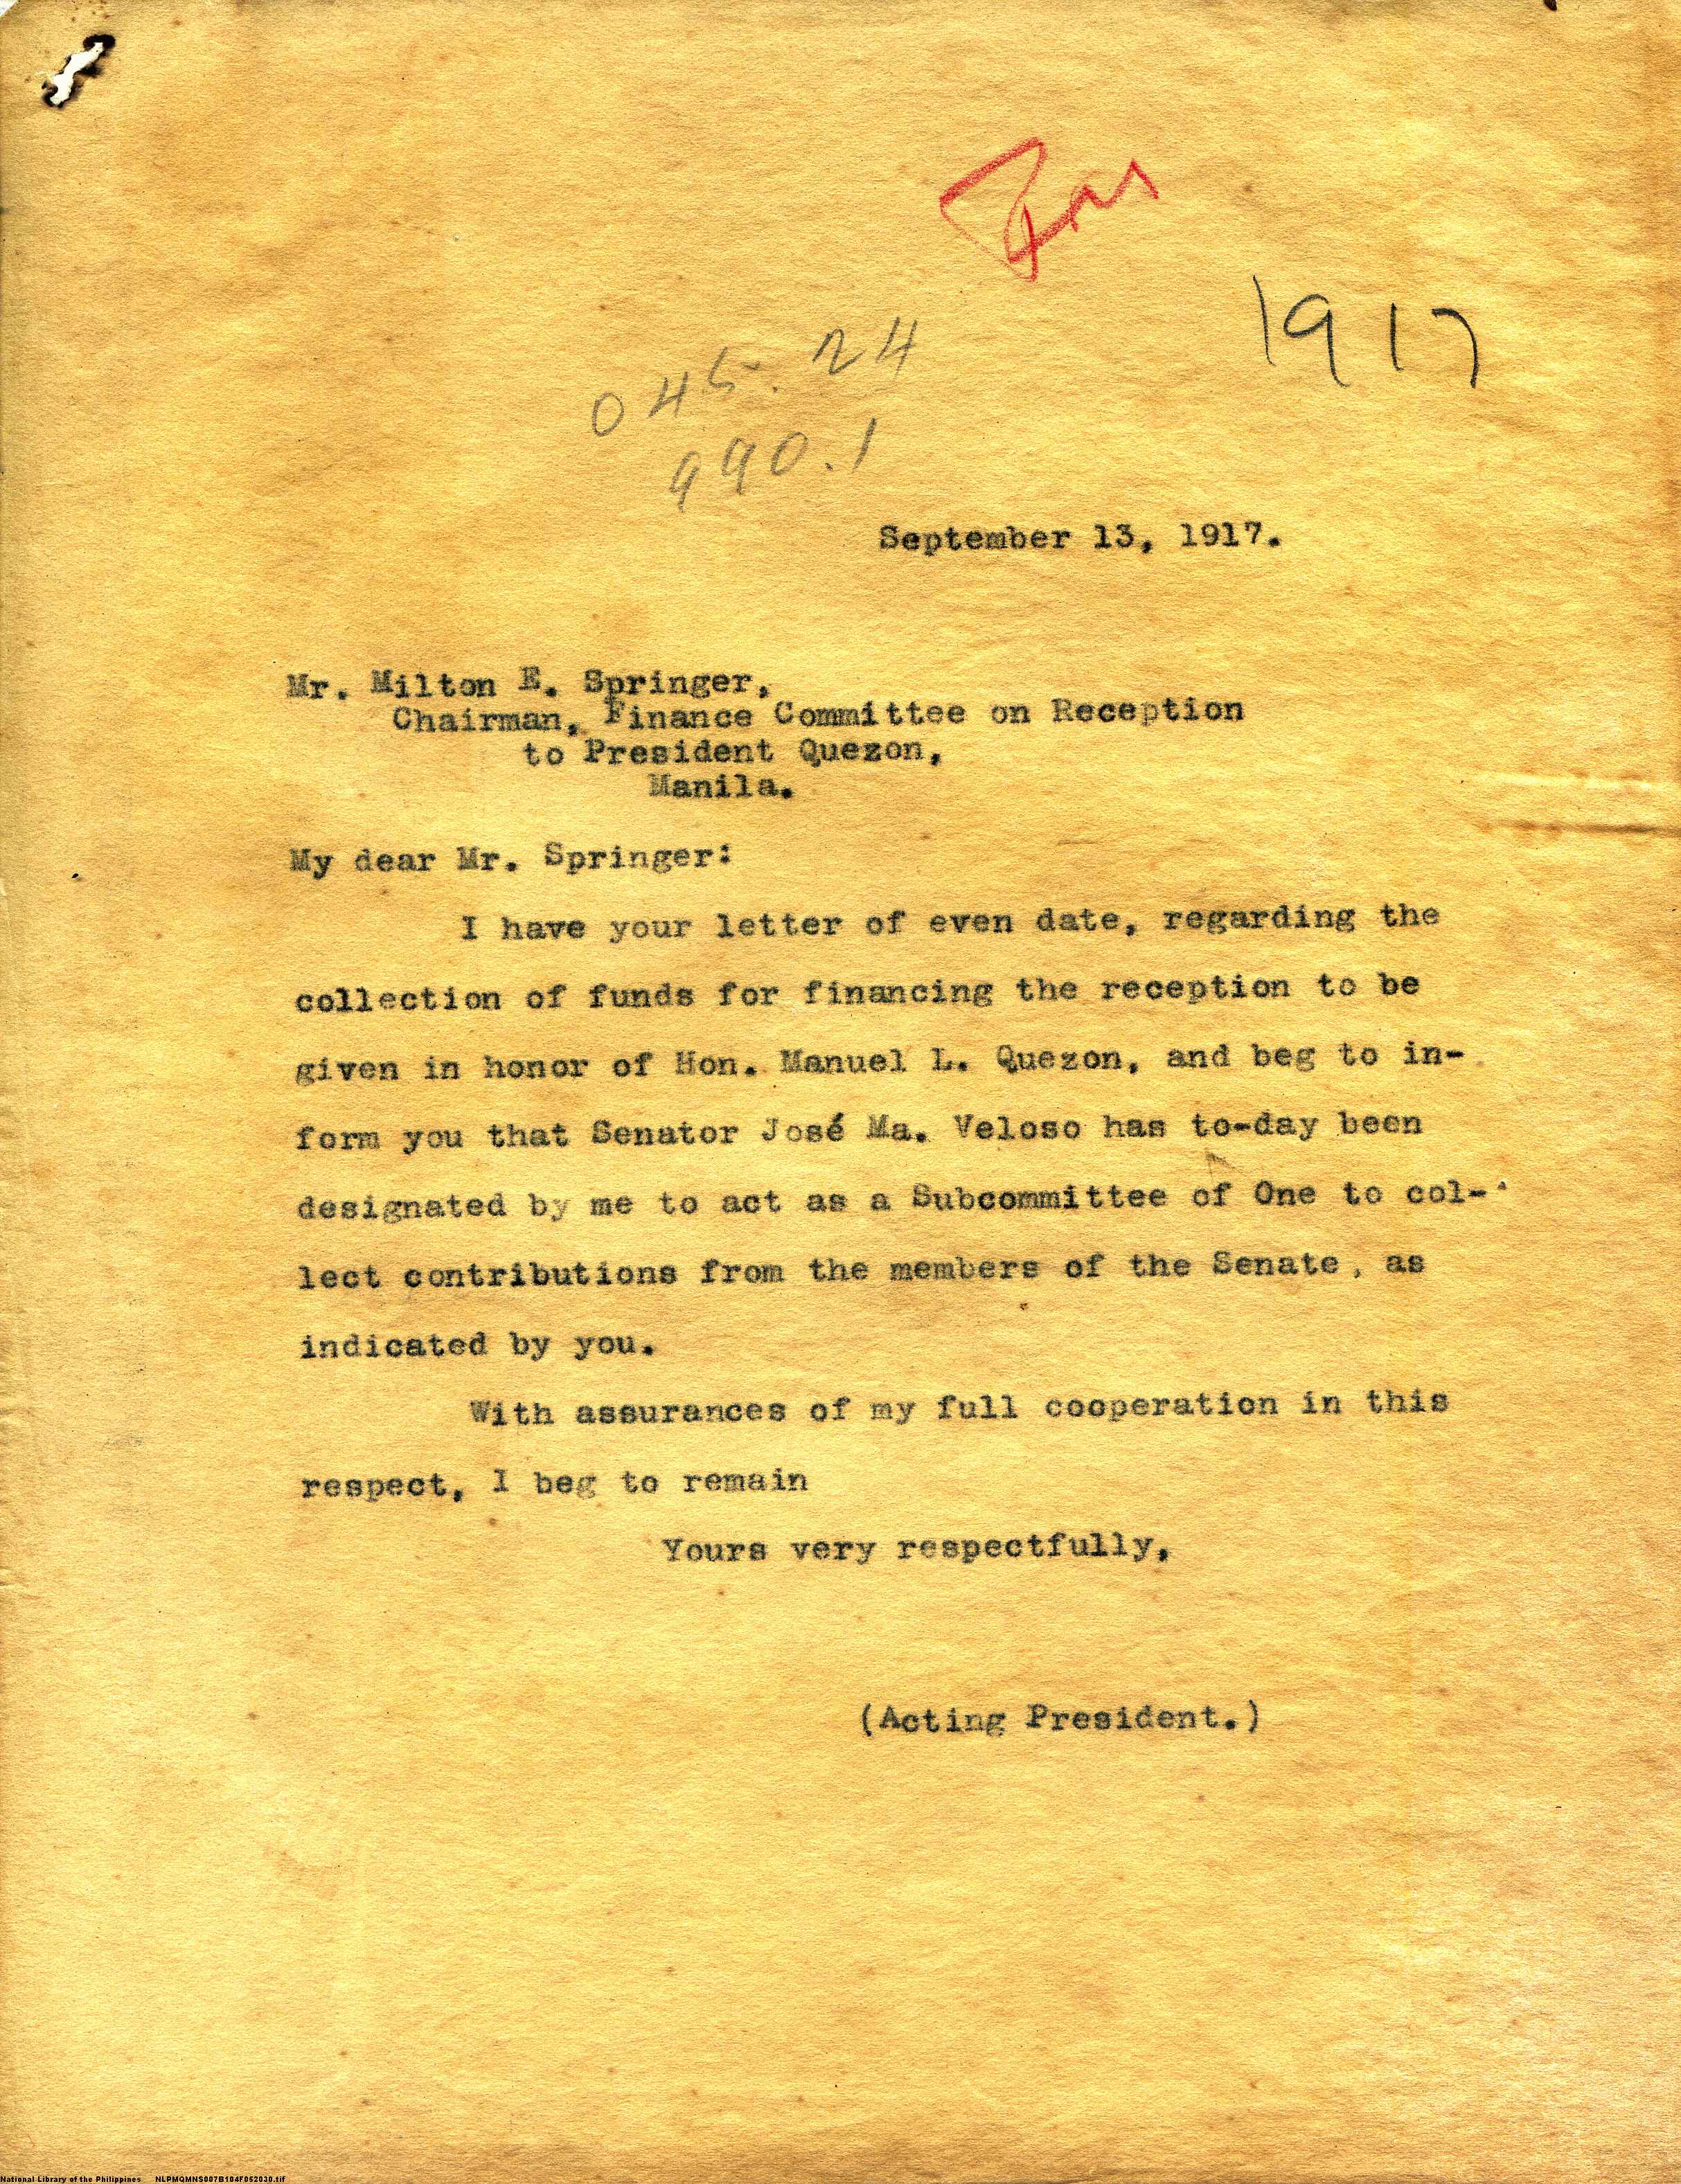 1917
045.24
990.1
September 13, 1917.
Mr. Milton E. Springer,
Chairman, Finance Committee on Reception
to President Quezon,
Manila.
My dear Mr. Springer:
I have your letter of even date, regarding the
collection of funds for financing the reception to be
given in honor of Hon. Manuel L. Quezon, and beg to in-
form you that Senator José Ma. Veloso has to-day been
designated by me to act as a Subcommittee of One to col-
lect contributions from the members of the Senate, as
indicated by you.
With assurances of my full cooperation in this
respect, I beg to remain
Yours very respectfully,
(Acting President.)
National Library of the Philippines NLPMQMNS007B104F052030.tif